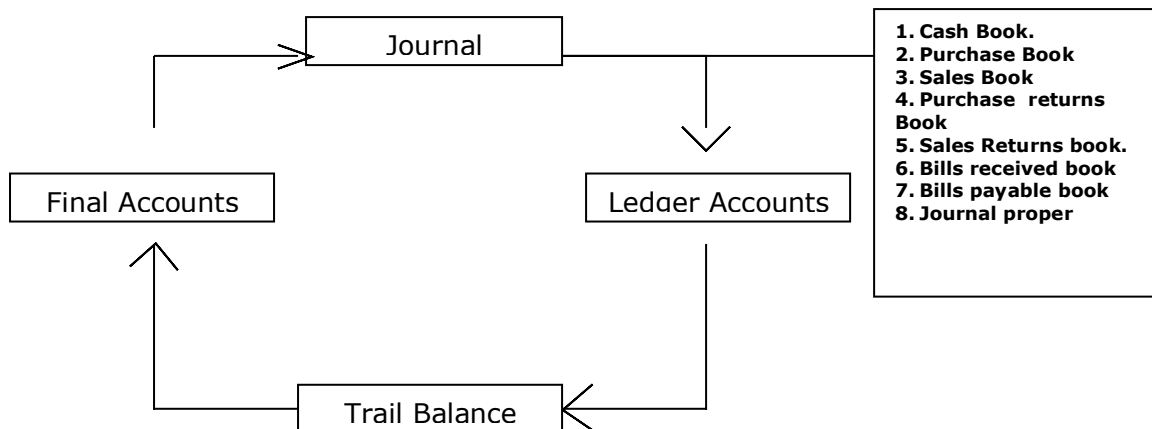 Journal
1. Cash Book.
2. Purchase Book
3. Sales Book
4. Purchase returns
Book
5. Sales Returns book.
6. Bills received book
7. Bills payable book
8. Journal proper
Final Accounts
Ledger Accounts
Trail Balance